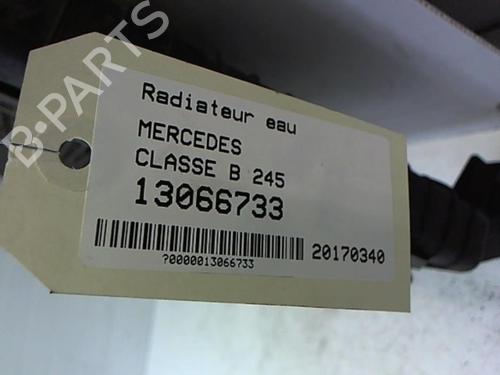 B-PARTS
Radiateur eau
MERCEDES
CLASSE B 245
13066733
20170340
?0000013066733